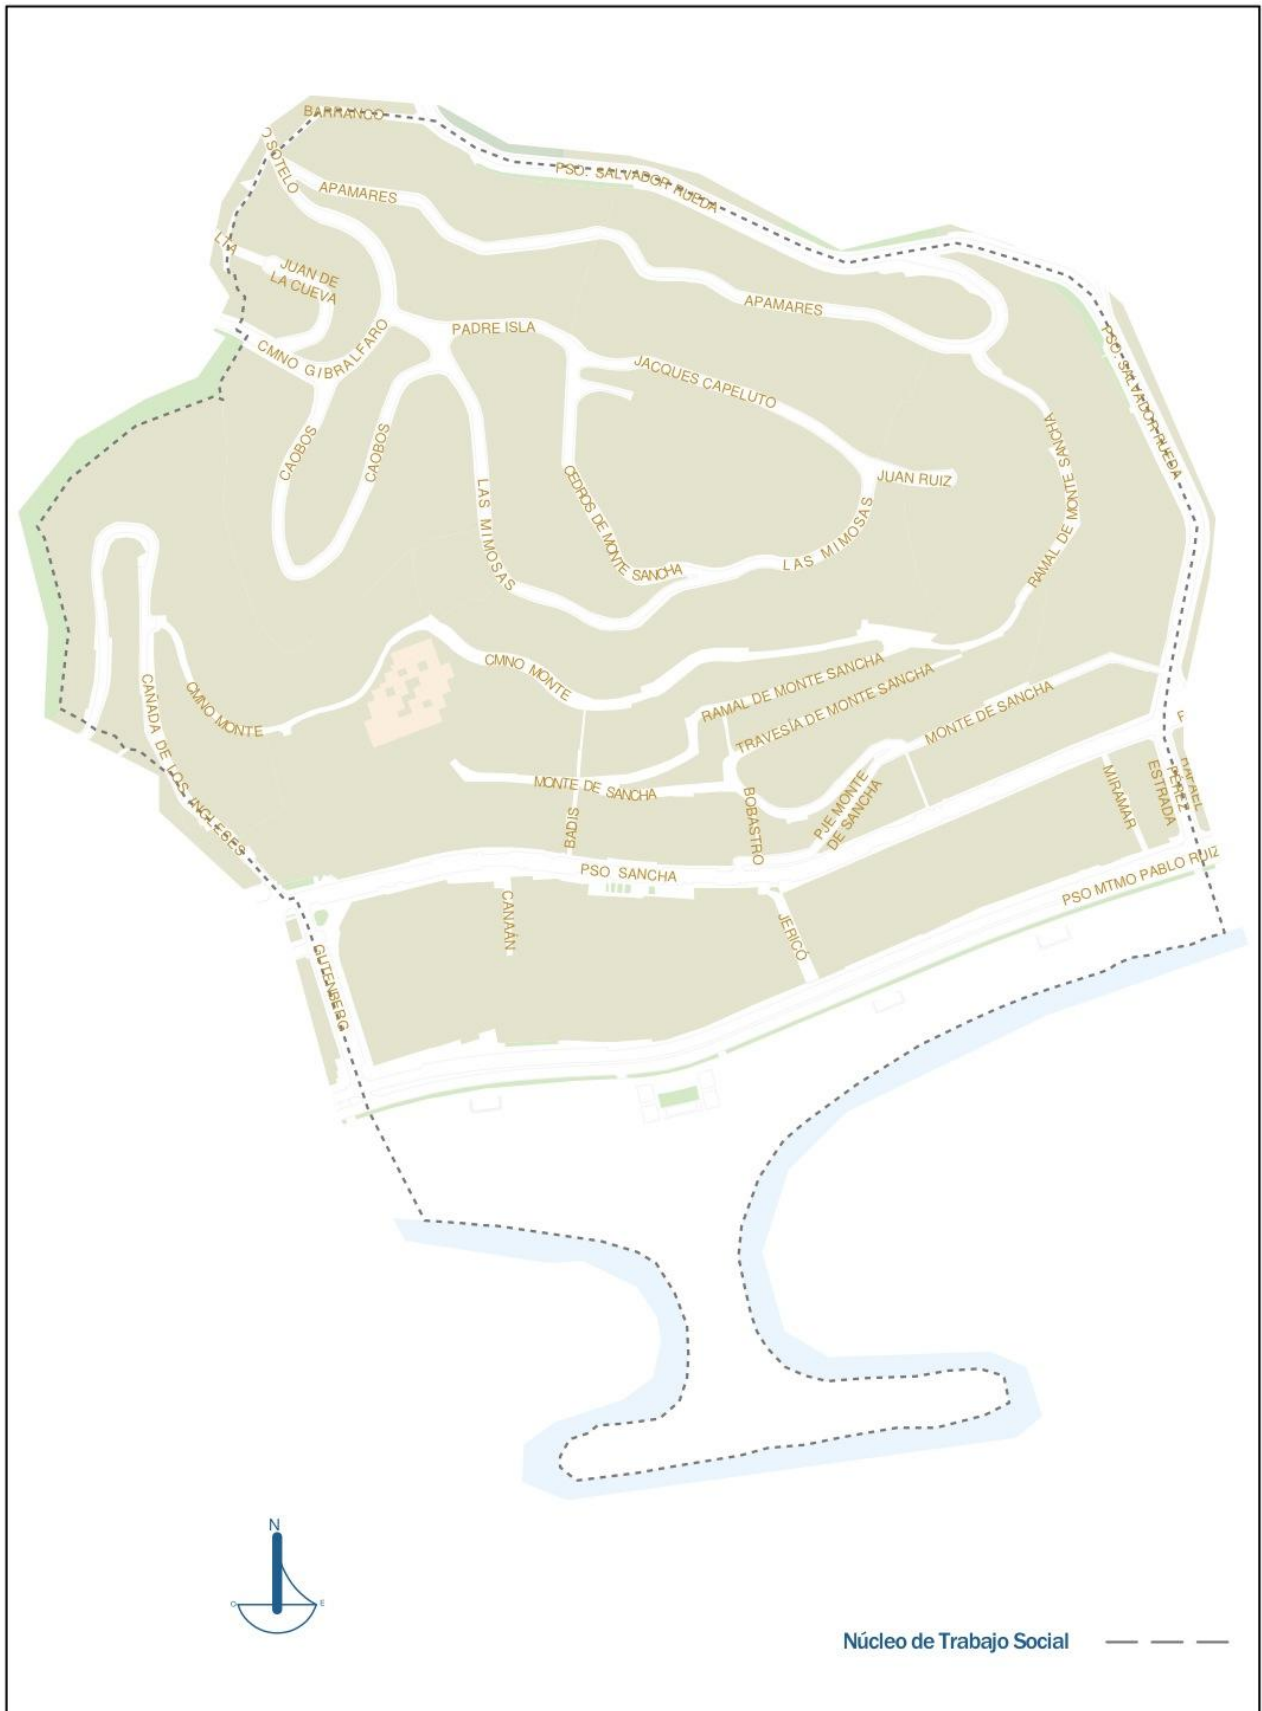 BARRANCO
O SOTELO
PSO. SALVADOR RUEDA
APAMARES
LTA
JUAN DE
LA CUEVA
APAMARES
PADRE ISLA
CMNO GIBRALFARO
PSO. SALVADOR RUEDA
JACQUES CAPELUTO
CAOBOS
CAOBOS
RAMAL DE MONTE SANCHA
JUAN RUIZ
LAS MIMOSAS
CEDROS DE MONTE SANCHA
LAS MIMOSAS
CMNO MONTE
CMNO MONTE
RAMAL DE MONTE SANCHA
TRAVESÍA DE MONTE SANCHA
MONTE DE SANCHA
CAÑADA DE LOS INGLESES
MONTE DE SANCHA
BADIS
BOBASTRO
PJE MONTE
DE SANCHA
MIRAMAR
RAFAEL
PÉREZ
ESTRADA
PSO SANCHA
PSO MTMO PABLO RUIZ
CANAÁN
JERICÓ
GUTENBERG
N
O
E
Núcleo de Trabajo Social